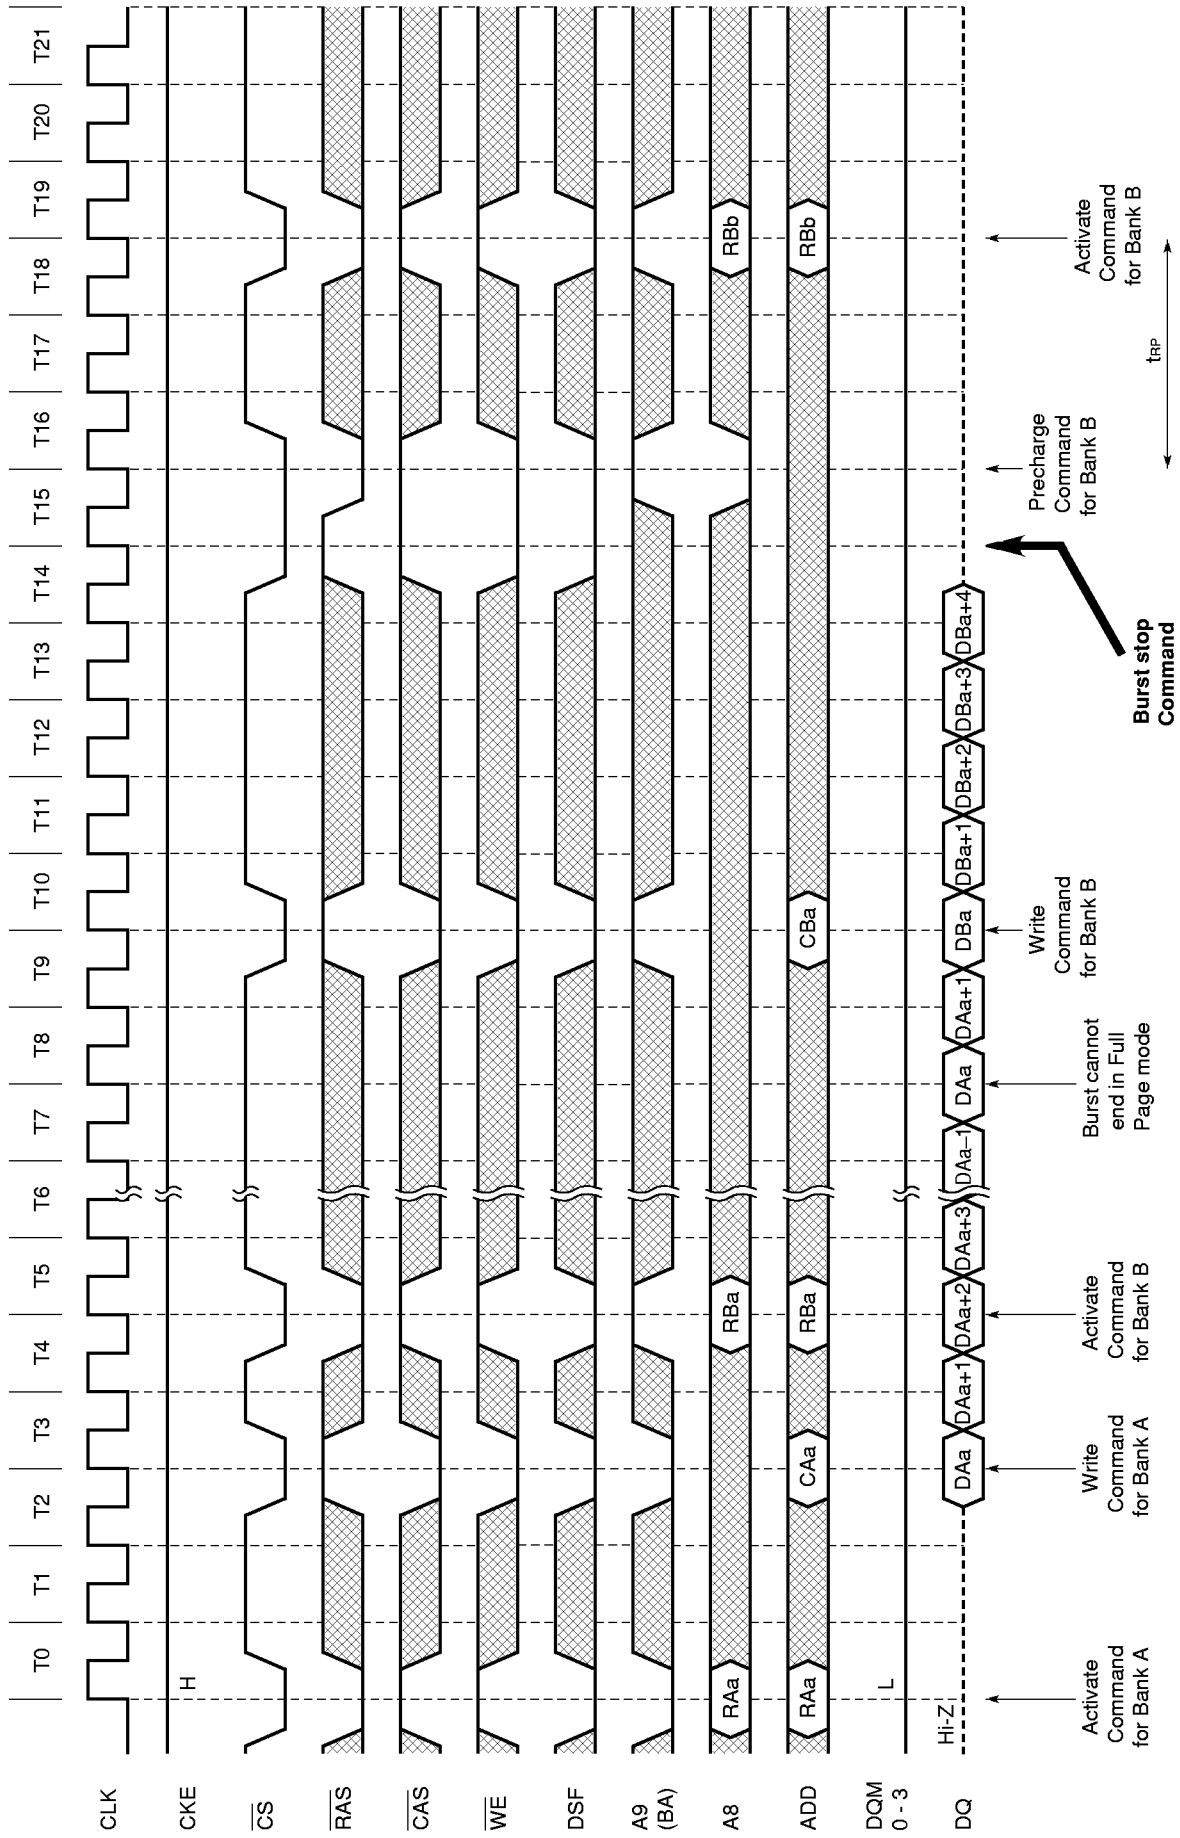 T0 T1 T2 T3 T4 T5 T6 T7 T8 T9 T10 T11 T12 T13 T14 T15 T16 T17 T18 T19 T20 T21
CLK
CKE
H
CS
RAS
CAS
WE
DSF
A9
(BA)
A8
RAa RBa RBb
ADD
RAa CAa RBa CBa RBb
DQM
0 - 3
L
DQ
Hi-Z
DAa DAa+1 DAa+2 DAa+3 DAa–1 DAa DAa+1 DBa DBa+1 DBa+2 DBa+3 DBa+4
Activate
Command
for Bank A
Write
Command
for Bank A
Activate
Command
for Bank B
Burst cannot
end in Full
Page mode
Write
Command
for Bank B
Burst stop
Command
Precharge
Command
for Bank B
Activate
Command
for Bank B
tRP